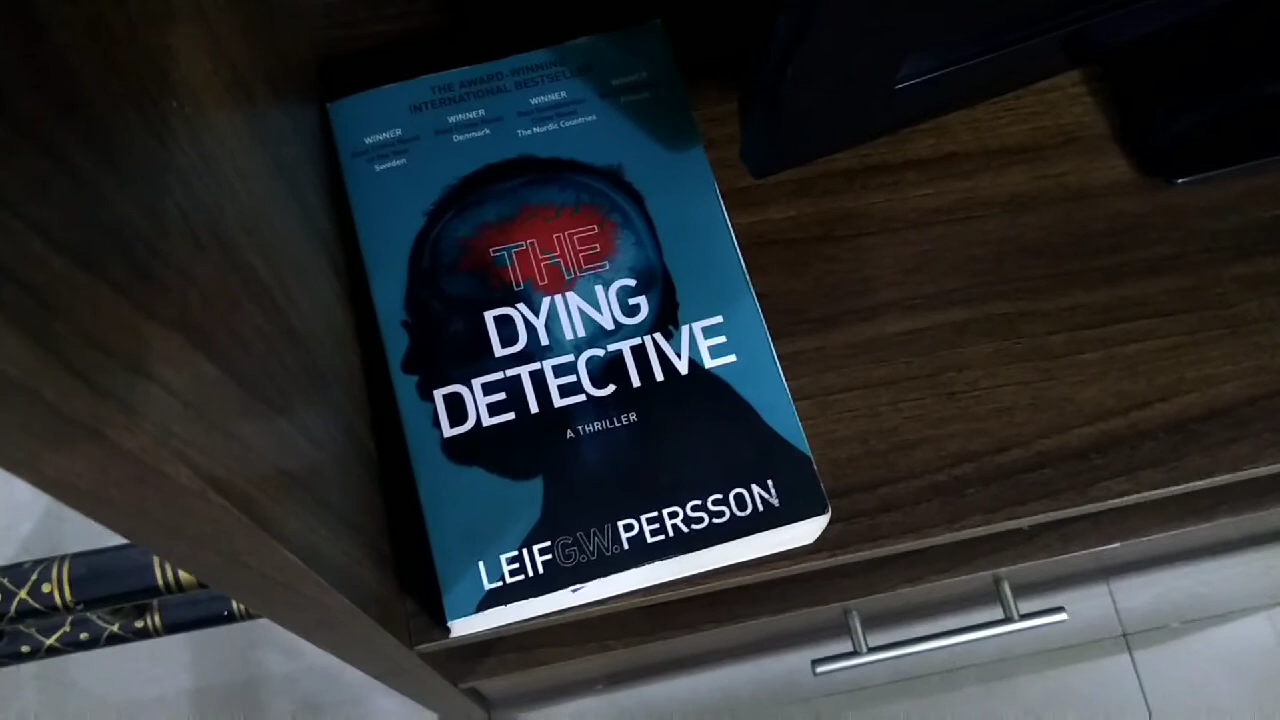 THE AWARD-WINNING
INTERNATIONAL BESTSELLER
WINNER
Sweden
WINNER
Denmark
WINNER
The Nordic Countries
WINNER
THE
DYING
DETECTIVE
A THRILLER
LEIF G.W. PERSSON